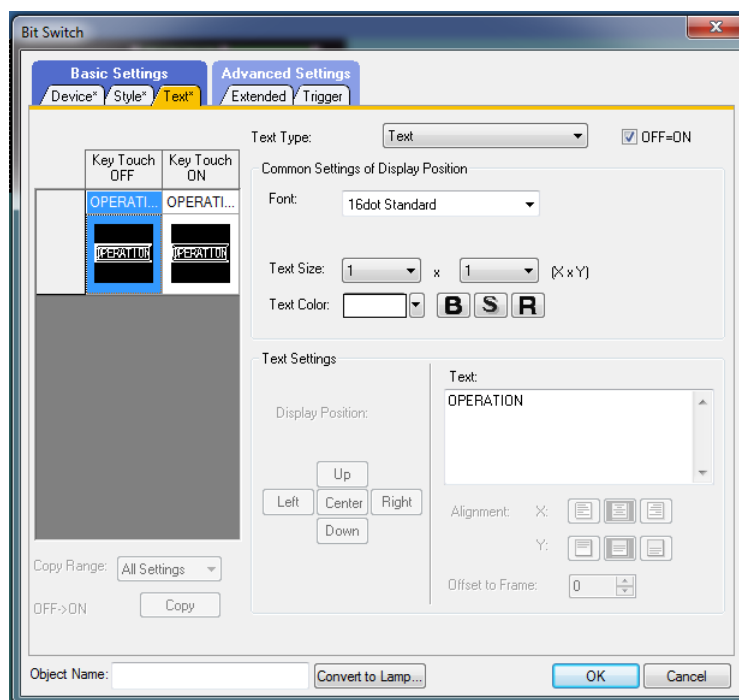 Bit Switch
Basic Settings
Advanced Settings
Device*
Style*
Text*
Extended
Trigger
Text Type:
Text
OFF=ON
Key Touch OFF
Key Touch ON
OPERATI...
OPERATI...
OPERATION
OPERATION
Common Settings of Display Position
Font:
16dot Standard
Text Size:
1
x
1
(X x Y)
Text Color:
B
S
R
Text Settings
Display Position:
Up
Left
Center
Right
Down
Text:
OPERATION
Alignment:
X:
Y:
Offset to Frame:
0
Copy Range:
All Settings
OFF->ON
Copy
Object Name:
Convert to Lamp...
OK
Cancel